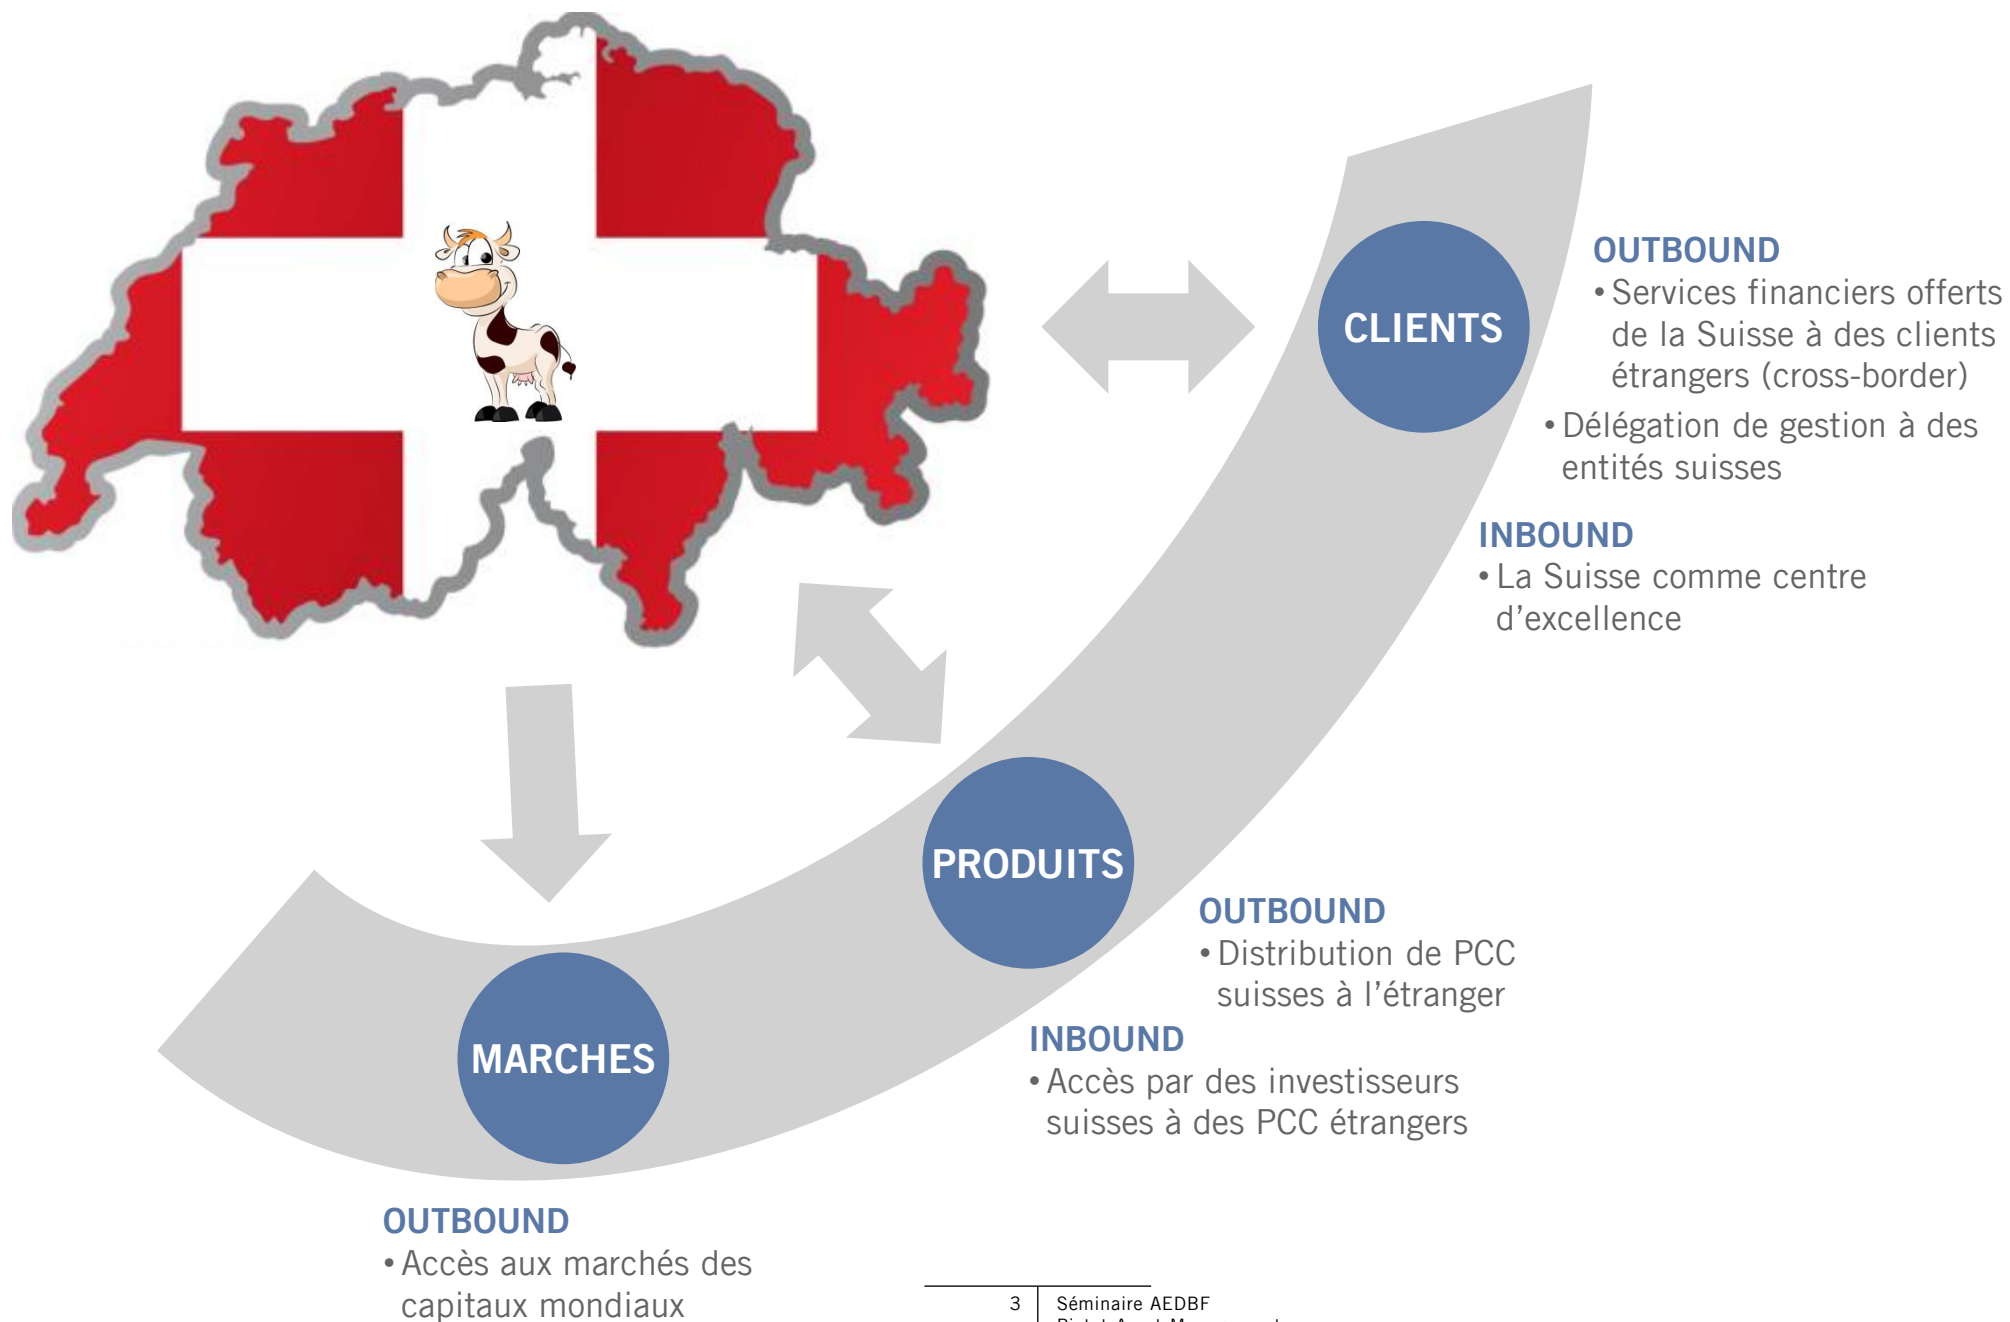 CLIENTS
OUTBOUND
• Services financiers offerts
de la Suisse à des clients
étrangers (cross-border)
• Délégation de gestion à des
entités suisses
INBOUND
• La Suisse comme centre
d’excellence
PRODUITS
OUTBOUND
• Distribution de PCC
suisses à l’étranger
INBOUND
• Accès par des investisseurs
suisses à des PCC étrangers
MARCHES
OUTBOUND
• Accès aux marchés des
capitaux mondiaux
3
Séminaire AEDBF